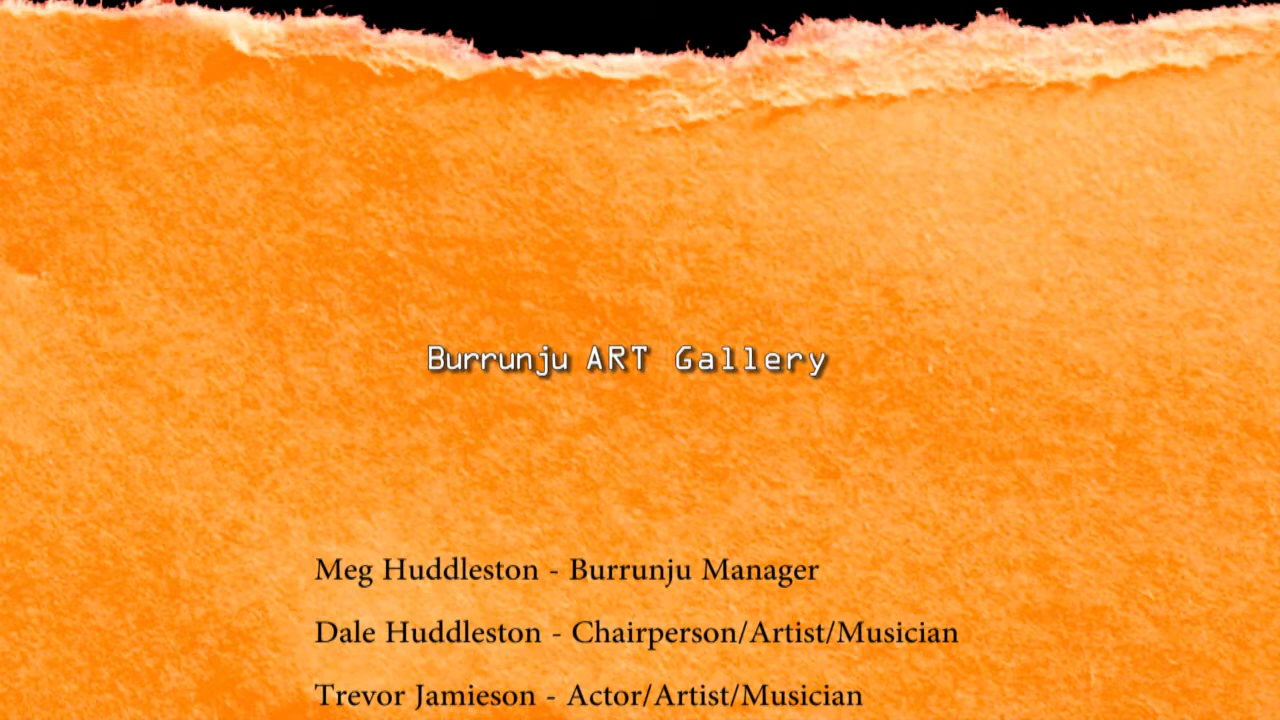 Burrunju ART Gallery
Meg Huddleston - Burrunju Manager
Dale Huddleston - Chairperson/Artist/Musician
Trevor Jamieson - Actor/Artist/Musician